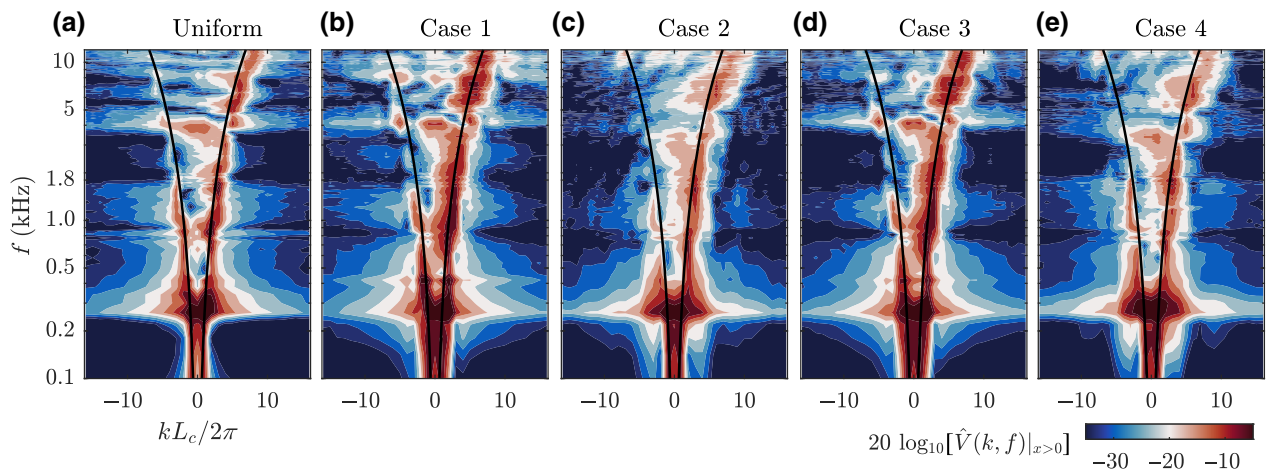 (a) Uniform (b) Case 1 (c) Case 2 (d) Case 3 (e) Case 4
10
5
1.8
1.0
0.5
0.2
0.1
f (kHz)
−10 0 10 −10 0 10 −10 0 10 −10 0 10 −10 0 10
kL_c/2π
20 log₁₀[V̂(k, f)|ₓ>₀]
−30 −20 −10